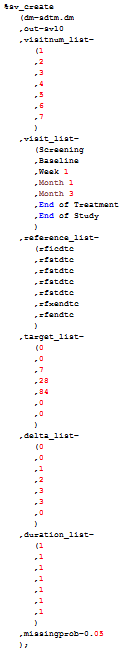 %sv_create
(dm=sdtm.dm
,out=sv10
,visitnum_list=
(1
,2
,3
,4
,5
,6
,7
)
,visit_list=
(Screening
,Baseline
,Week 1
,Month 1
,Month 3
,End of Treatment
,End of Study
)
,reference_list=
(rficdtc
,rfstdtc
,rfstdtc
,rfstdtc
,rfstdtc
,rfxendtc
,rfendtc
)
,target_list=
(0
,0
,7
,28
,84
,0
,0
)
,delta_list=
(0
,0
,1
,2
,3
,3
,0
)
,duration_list=
(1
,1
,1
,1
,1
,1
,1
)
,missingprob=0.05
);